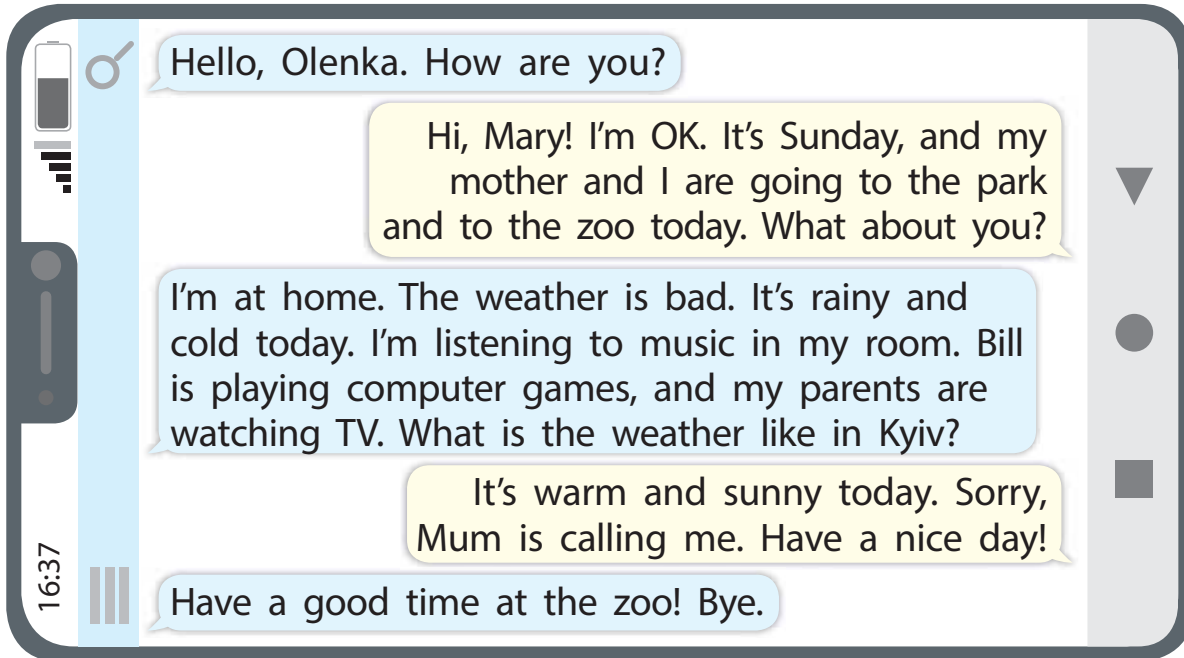 Hello, Olenka. How are you?
Hi, Mary! I'm OK. It's Sunday, and my
mother and I are going to the park
and to the zoo today. What about you?
I'm at home. The weather is bad. It's rainy and
cold today. I'm listening to music in my room. Bill
is playing computer games, and my parents are
watching TV. What is the weather like in Kyiv?
It's warm and sunny today. Sorry,
Mum is calling me. Have a nice day!
Have a good time at the zoo! Bye.
16:37